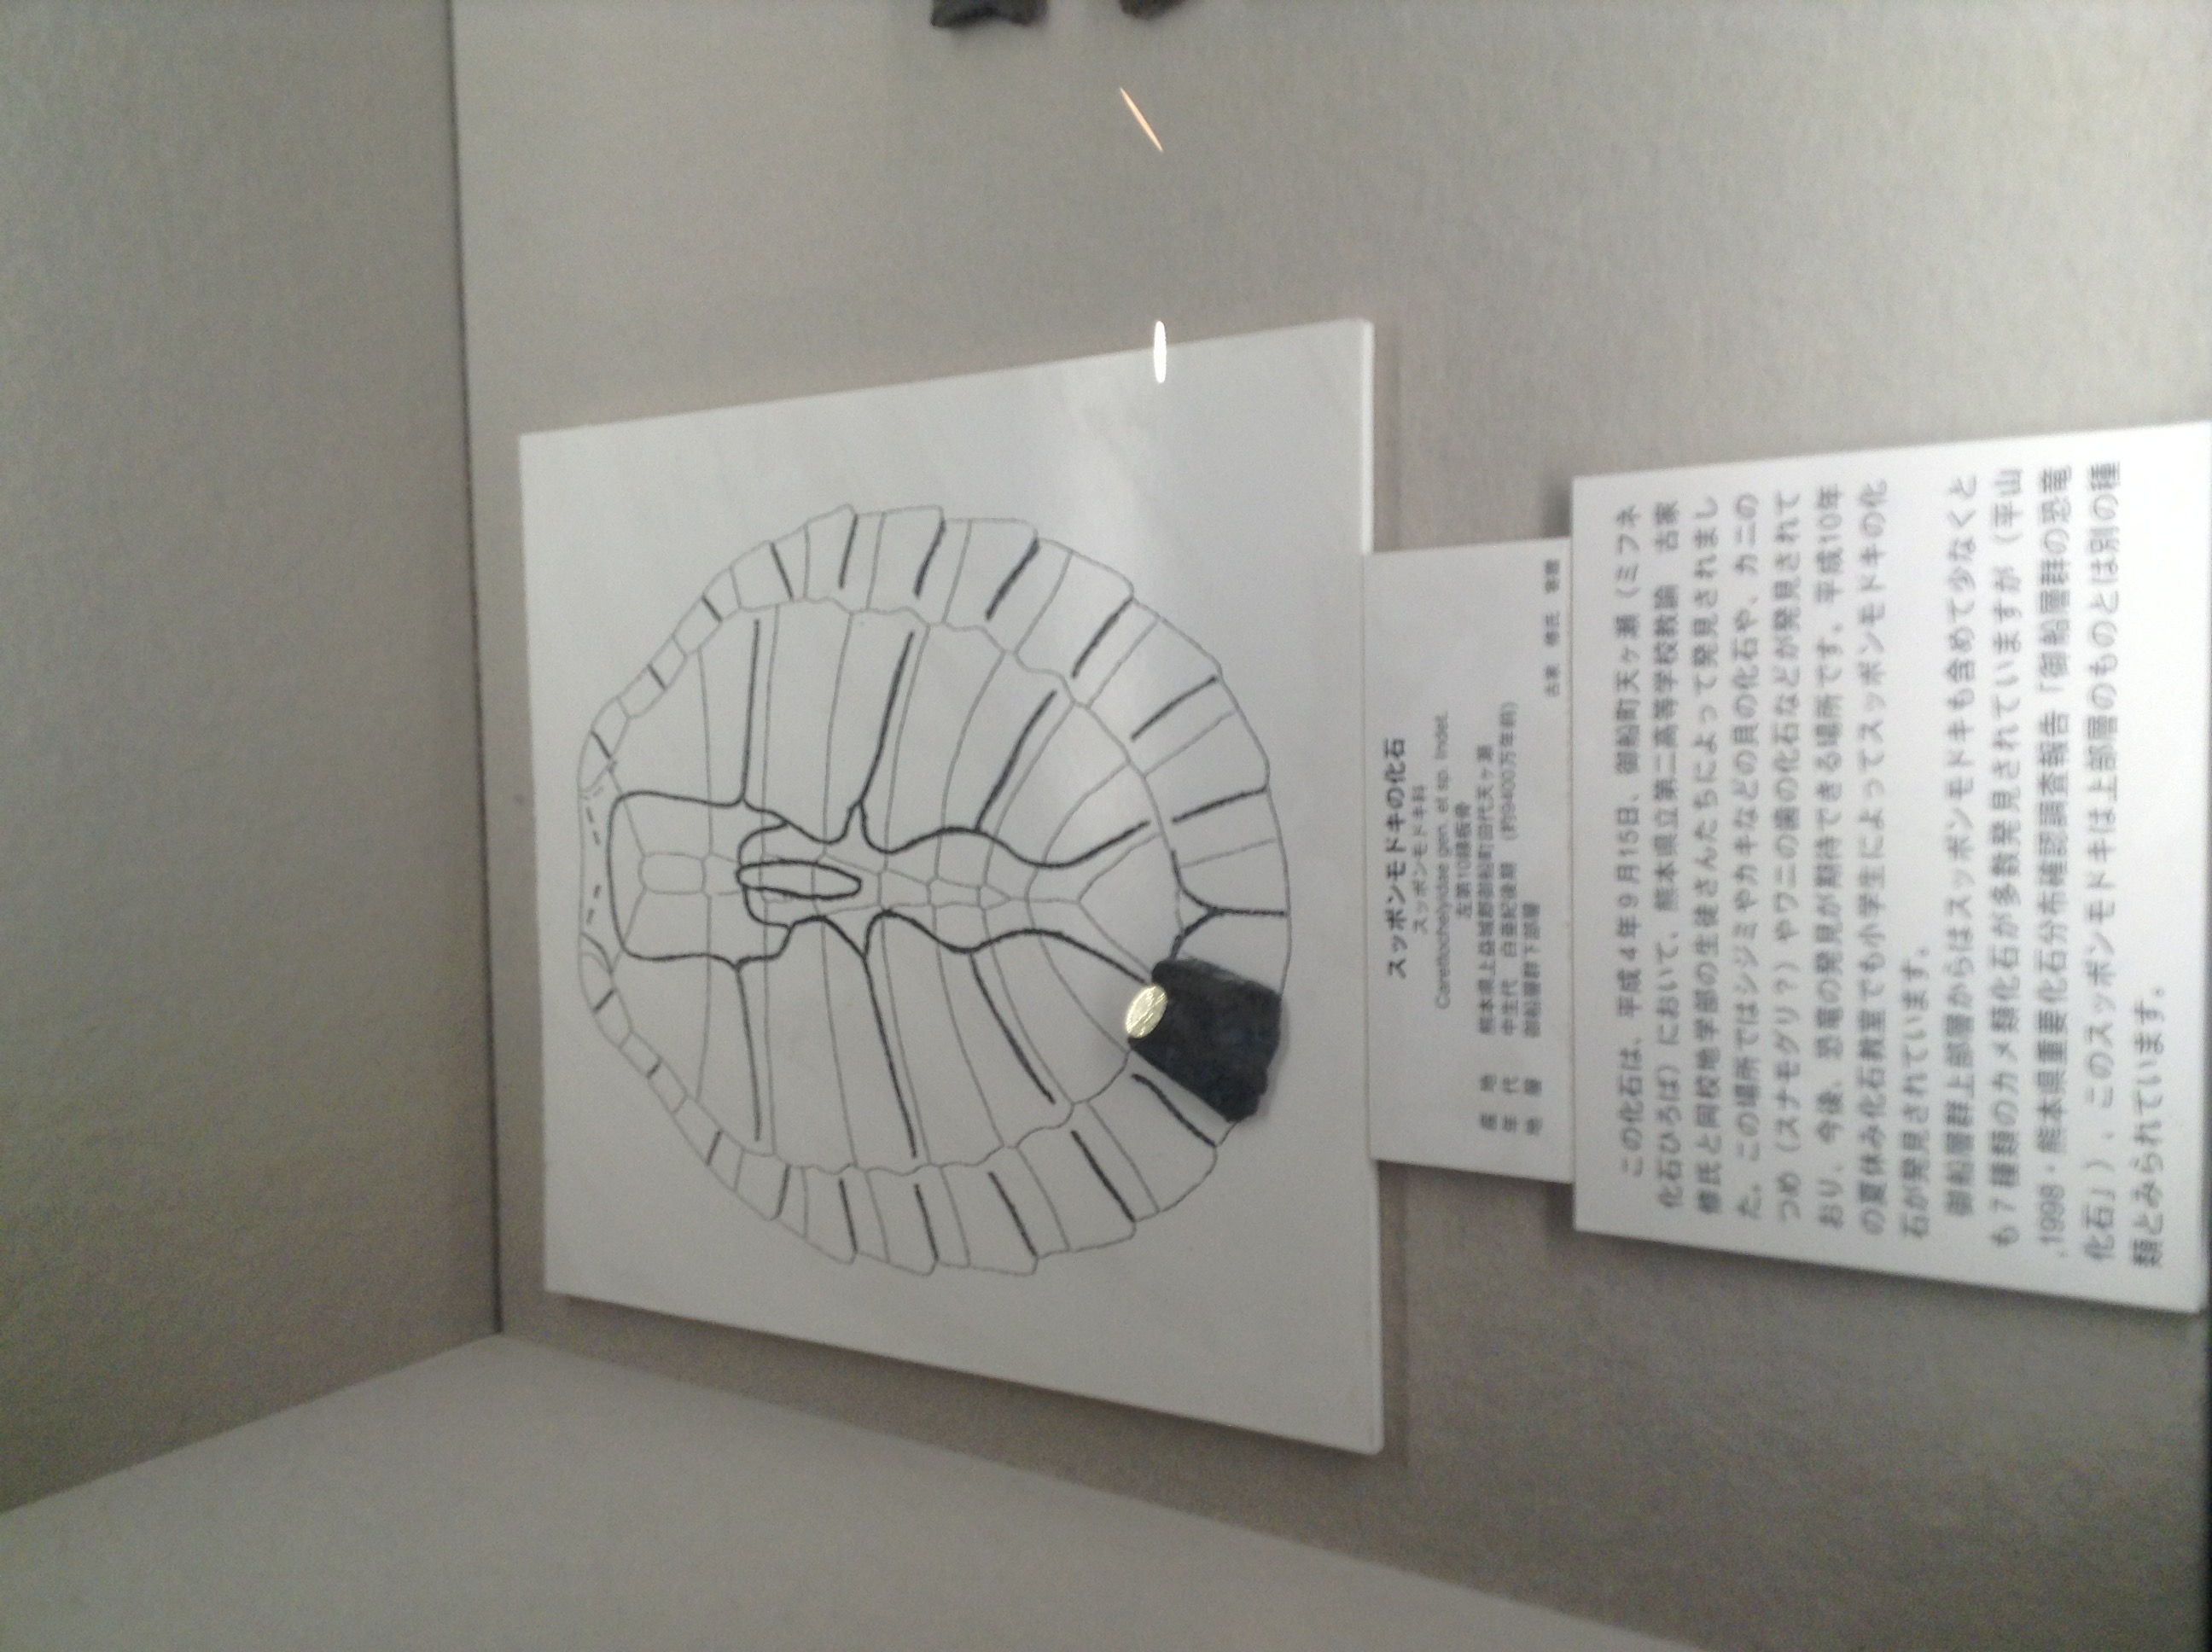 スッポンモドキの化石
スッポンモドキ科
Carettochelyidae gen. et sp. Indet.
左第10縁板骨
産　地　熊本県上益城郡御船町田代天ヶ瀬
年　代　中生代　白亜紀後期　(約9400万年前)
地　層　御船層群下部層
古家　修氏　寄贈
この化石は、平成４年９月15日、御船町天ヶ瀬（ミフネ
化石ひろば）において、熊本県立第二高等学校教諭　古家
修氏と同校地学部の生徒さんたちによって発見されまし
た。この場所ではシジミやカキなどの貝の化石や、カニの
つめ（スナモグリ？）やワニの歯の化石などが発見されて
おり、今後、恐竜の発見が期待できる場所です。平成10年
の夏休み化石教室でも小学生によってスッポンモドキの化
石が発見されています。
御船層群上部層からはスッポンモドキも含めて少なくと
も７種類のカメ類化石が多数発見されていますが（平山
,1998・熊本県重要化石分布確認調査報告「御船層群の恐竜
化石」）、このスッポンモドキは上部層のものとは別の種
類とみられています。